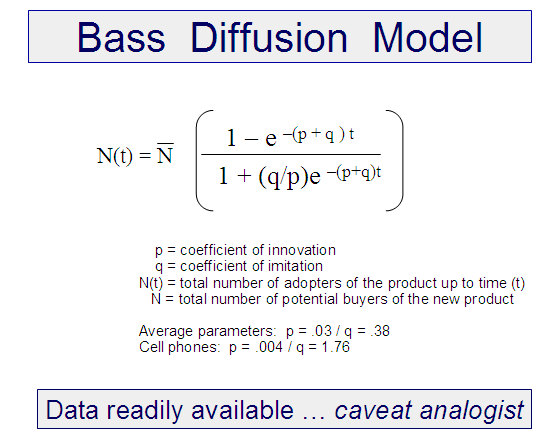 Bass Diffusion Model
N(t) = N̅ ( (1 – e –(p + q ) t) / (1 + (q/p)e –(p+q)t) )
p = coefficient of innovation
q = coefficient of imitation
N(t) = total number of adopters of the product up to time (t)
N = total number of potential buyers of the new product
Average parameters: p = .03 / q = .38
Cell phones: p = .004 / q = 1.76
Data readily available … caveat analogist